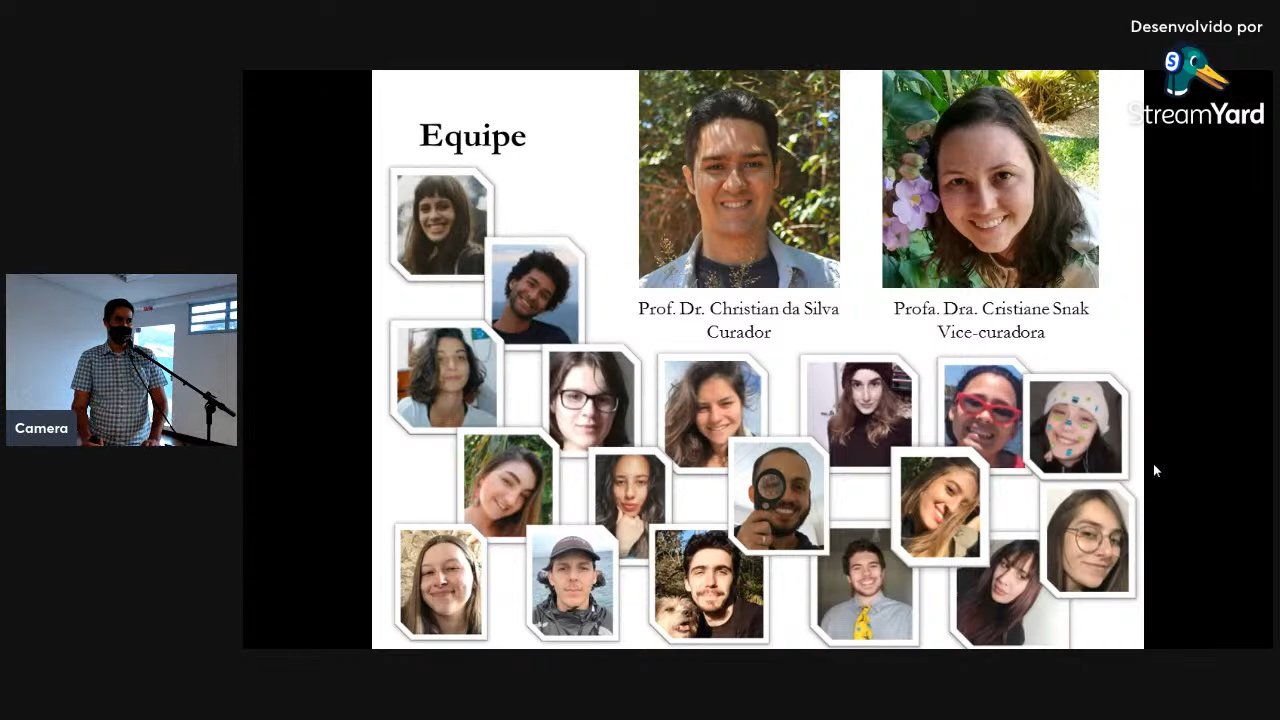 Desenvolvido por
StreamYard
Equipe
Prof. Dr. Christian da Silva
Curador
Profa. Dra. Cristiane Snak
Vice-curadora
Camera